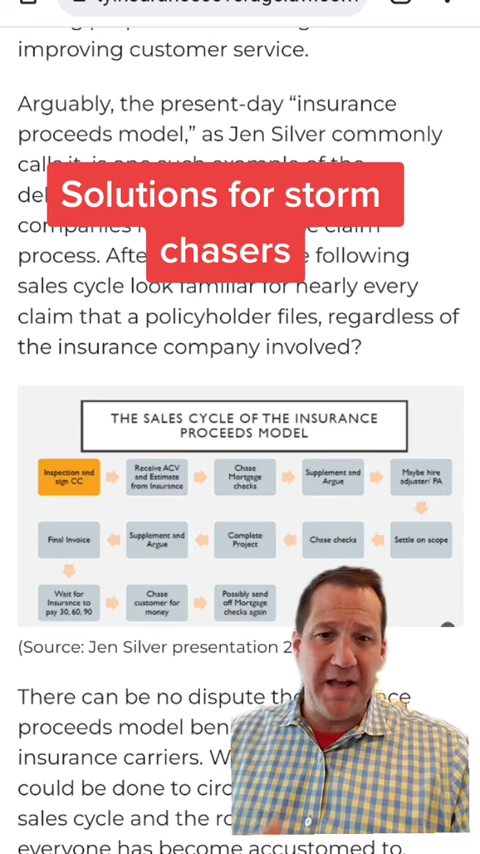 improving customer service.
Arguably, the present-day “insurance
proceeds model,” as Jen Silver commonly
Solutions for storm
chasers
process.
following
sales cycle look familiar for nearly every
claim that a policyholder files, regardless of
the insurance company involved?
THE SALES CYCLE OF THE INSURANCE
PROCEEDS MODEL
Inspection and
sign CC
Receive ACV
and Estimate
from Insurance
Chase
Mortgage
checks
Supplement and
Argue
Maybe hire
adjuster/ PA
Settle on scope
Chase checks
Complete
Project
Supplement and
Argue
Final Invoice
Wait for
Insurance to
pay 30, 60, 90
Chase
customer for
money
Possibly send
off Mortgage
checks again
(Source: Jen Silver presentation 2
There can be no dispute
proceeds model
insurance carriers.
could be done to
sales cycle and the
everyone has become accustomed to.